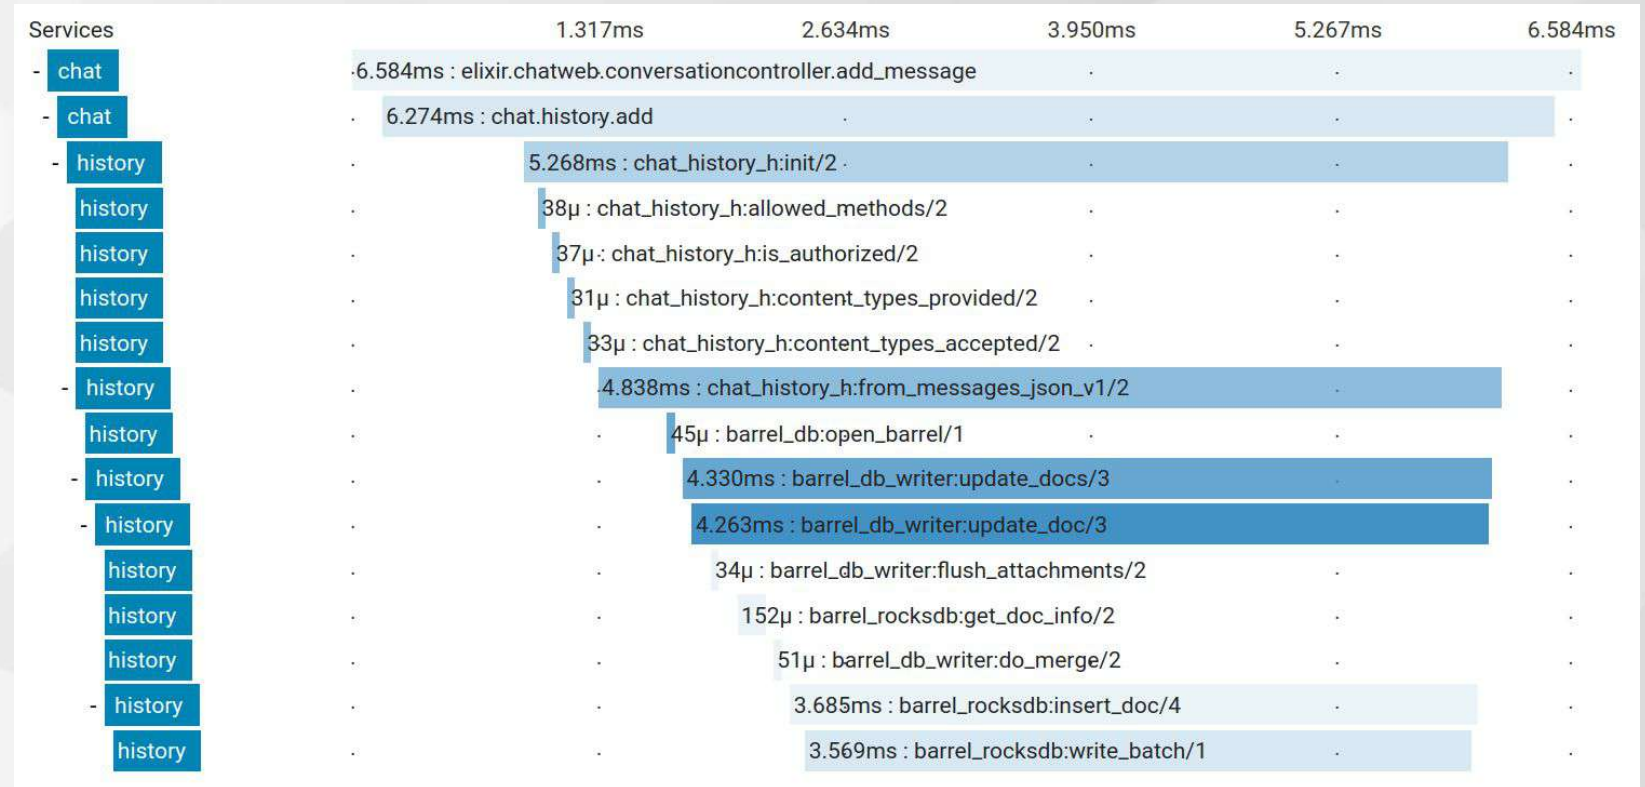 Services 1.317ms 2.634ms 3.950ms 5.267ms 6.584ms
- chat 6.584ms : elixir.chatweb.conversationcontroller.add_message
- chat 6.274ms : chat.history.add
- history 5.268ms : chat_history_h:init/2
history 38μ : chat_history_h:allowed_methods/2
history 37μ : chat_history_h:is_authorized/2
history 31μ : chat_history_h:content_types_provided/2
history 33μ : chat_history_h:content_types_accepted/2
- history 4.838ms : chat_history_h:from_messages_json_v1/2
history 45μ : barrel_db:open_barrel/1
- history 4.330ms : barrel_db_writer:update_docs/3
- history 4.263ms : barrel_db_writer:update_doc/3
history 34μ : barrel_db_writer:flush_attachments/2
history 152μ : barrel_rocksdb:get_doc_info/2
history 51μ : barrel_db_writer:do_merge/2
- history 3.685ms : barrel_rocksdb:insert_doc/4
history 3.569ms : barrel_rocksdb:write_batch/1